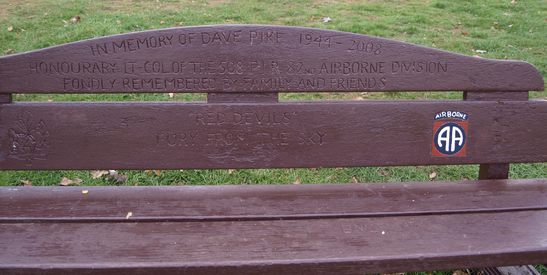 IN MEMORY OF DAVE PIKE 1944-2008
HONOURARY LT-COL OF THE 508 P.I.R. 82ND AIRBORNE DIVISION
FONDLY REMEMBERED BY FAMILY AND FRIENDS
"RED DEVILS"
FROM THE SKY
AIRBORNE
AA